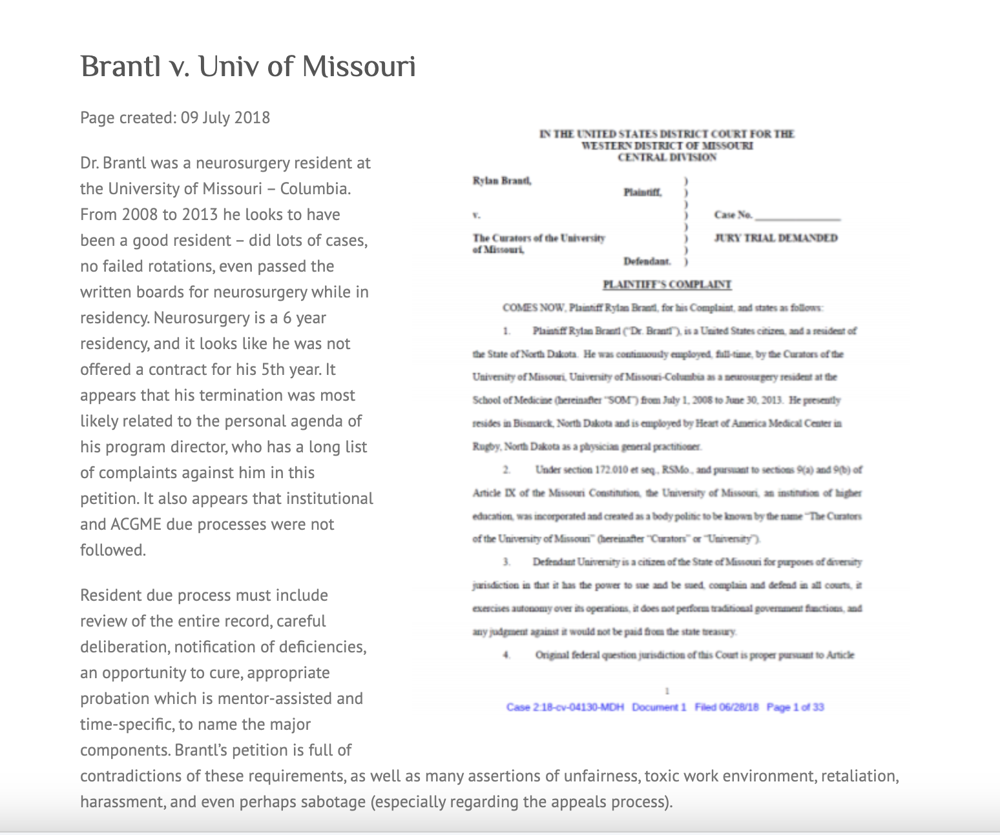 Brantl v. Univ of Missouri
Page created: 09 July 2018
Dr. Brantl was a neurosurgery resident at
the University of Missouri – Columbia.
From 2008 to 2013 he looks to have
been a good resident – did lots of cases,
no failed rotations, even passed the
written boards for neurosurgery while in
residency. Neurosurgery is a 6 year
residency, and it looks like he was not
offered a contract for his 5th year. It
appears that his termination was most
likely related to the personal agenda of
his program director, who has a long list
of complaints against him in this
petition. It also appears that institutional
and ACGME due processes were not
followed.
Resident due process must include
review of the entire record, careful
deliberation, notification of deficiencies,
an opportunity to cure, appropriate
probation which is mentor-assisted and
time-specific, to name the major
components. Brantl’s petition is full of
contradictions of these requirements, as well as many assertions of unfairness, toxic work environment, retaliation,
harassment, and even perhaps sabotage (especially regarding the appeals process).
IN THE UNITED STATES DISTRICT COURT FOR THE
WESTERN DISTRICT OF MISSOURI
CENTRAL DIVISION
Rylan Brantl, )
Plaintiff, )
)
v. ) Case No. ____________
)
The Curators of the University ) JURY TRIAL DEMANDED
of Missouri, )
Defendant. )
PLAINTIFF'S COMPLAINT
COMES NOW, Plaintiff Rylan Brantl, for his Complaint, and states as follows:
1. Plaintiff Rylan Brantl ("Dr. Brantl"), is a United States citizen, and a resident of
the State of North Dakota. He was continuously employed, full-time, by the Curators of the
University of Missouri, University of Missouri-Columbia as a neurosurgery resident at the
School of Medicine (hereinafter "SOM") from July 1, 2008 to June 30, 2013. He presently
resides in Bismarck, North Dakota and is employed by Heart of America Medical Center in
Rugby, North Dakota as a physician general practitioner.
2. Under section 172.010 et seq., RSMo., and pursuant to sections 9(a) and 9(b) of
Article IX of the Missouri Constitution, the University of Missouri, an institution of higher
education, was incorporated and created as a body politic to be known by the name "The Curators
of the University of Missouri" (hereinafter "Curators" or "University").
3. Defendant University is a citizen of the State of Missouri for purposes of diversity
jurisdiction in that it has the power to sue and be sued, complain and defend in all courts, it
exercises autonomy over its operations, it does not perform traditional government functions, and
any judgment against it would not be paid from the state treasury.
4. Original federal question jurisdiction of this Court is proper pursuant to Article
1
Case 2:18-cv-04130-MDH Document 1 Filed 06/28/18 Page 1 of 33